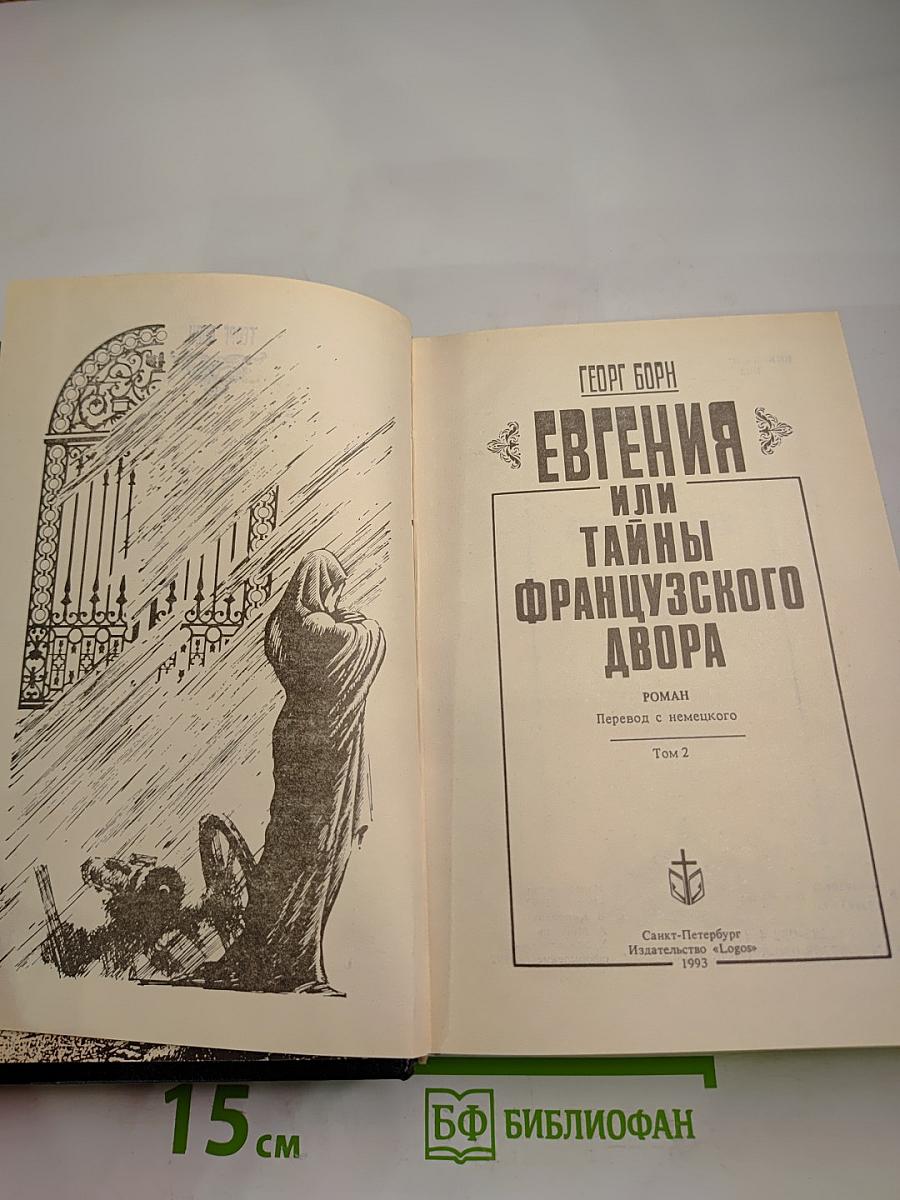 ГЕОРГ БОРН
ЕВГЕНИЯ
ИЛИ
ТАЙНЫ
ФРАНЦУЗСКОГО
ДВОРА
РОМАН
Перевод с немецкого
Том 2
Санкт-Петербург
Издательство «Logos»
1993
15 см
БФ БИБЛИОФАН